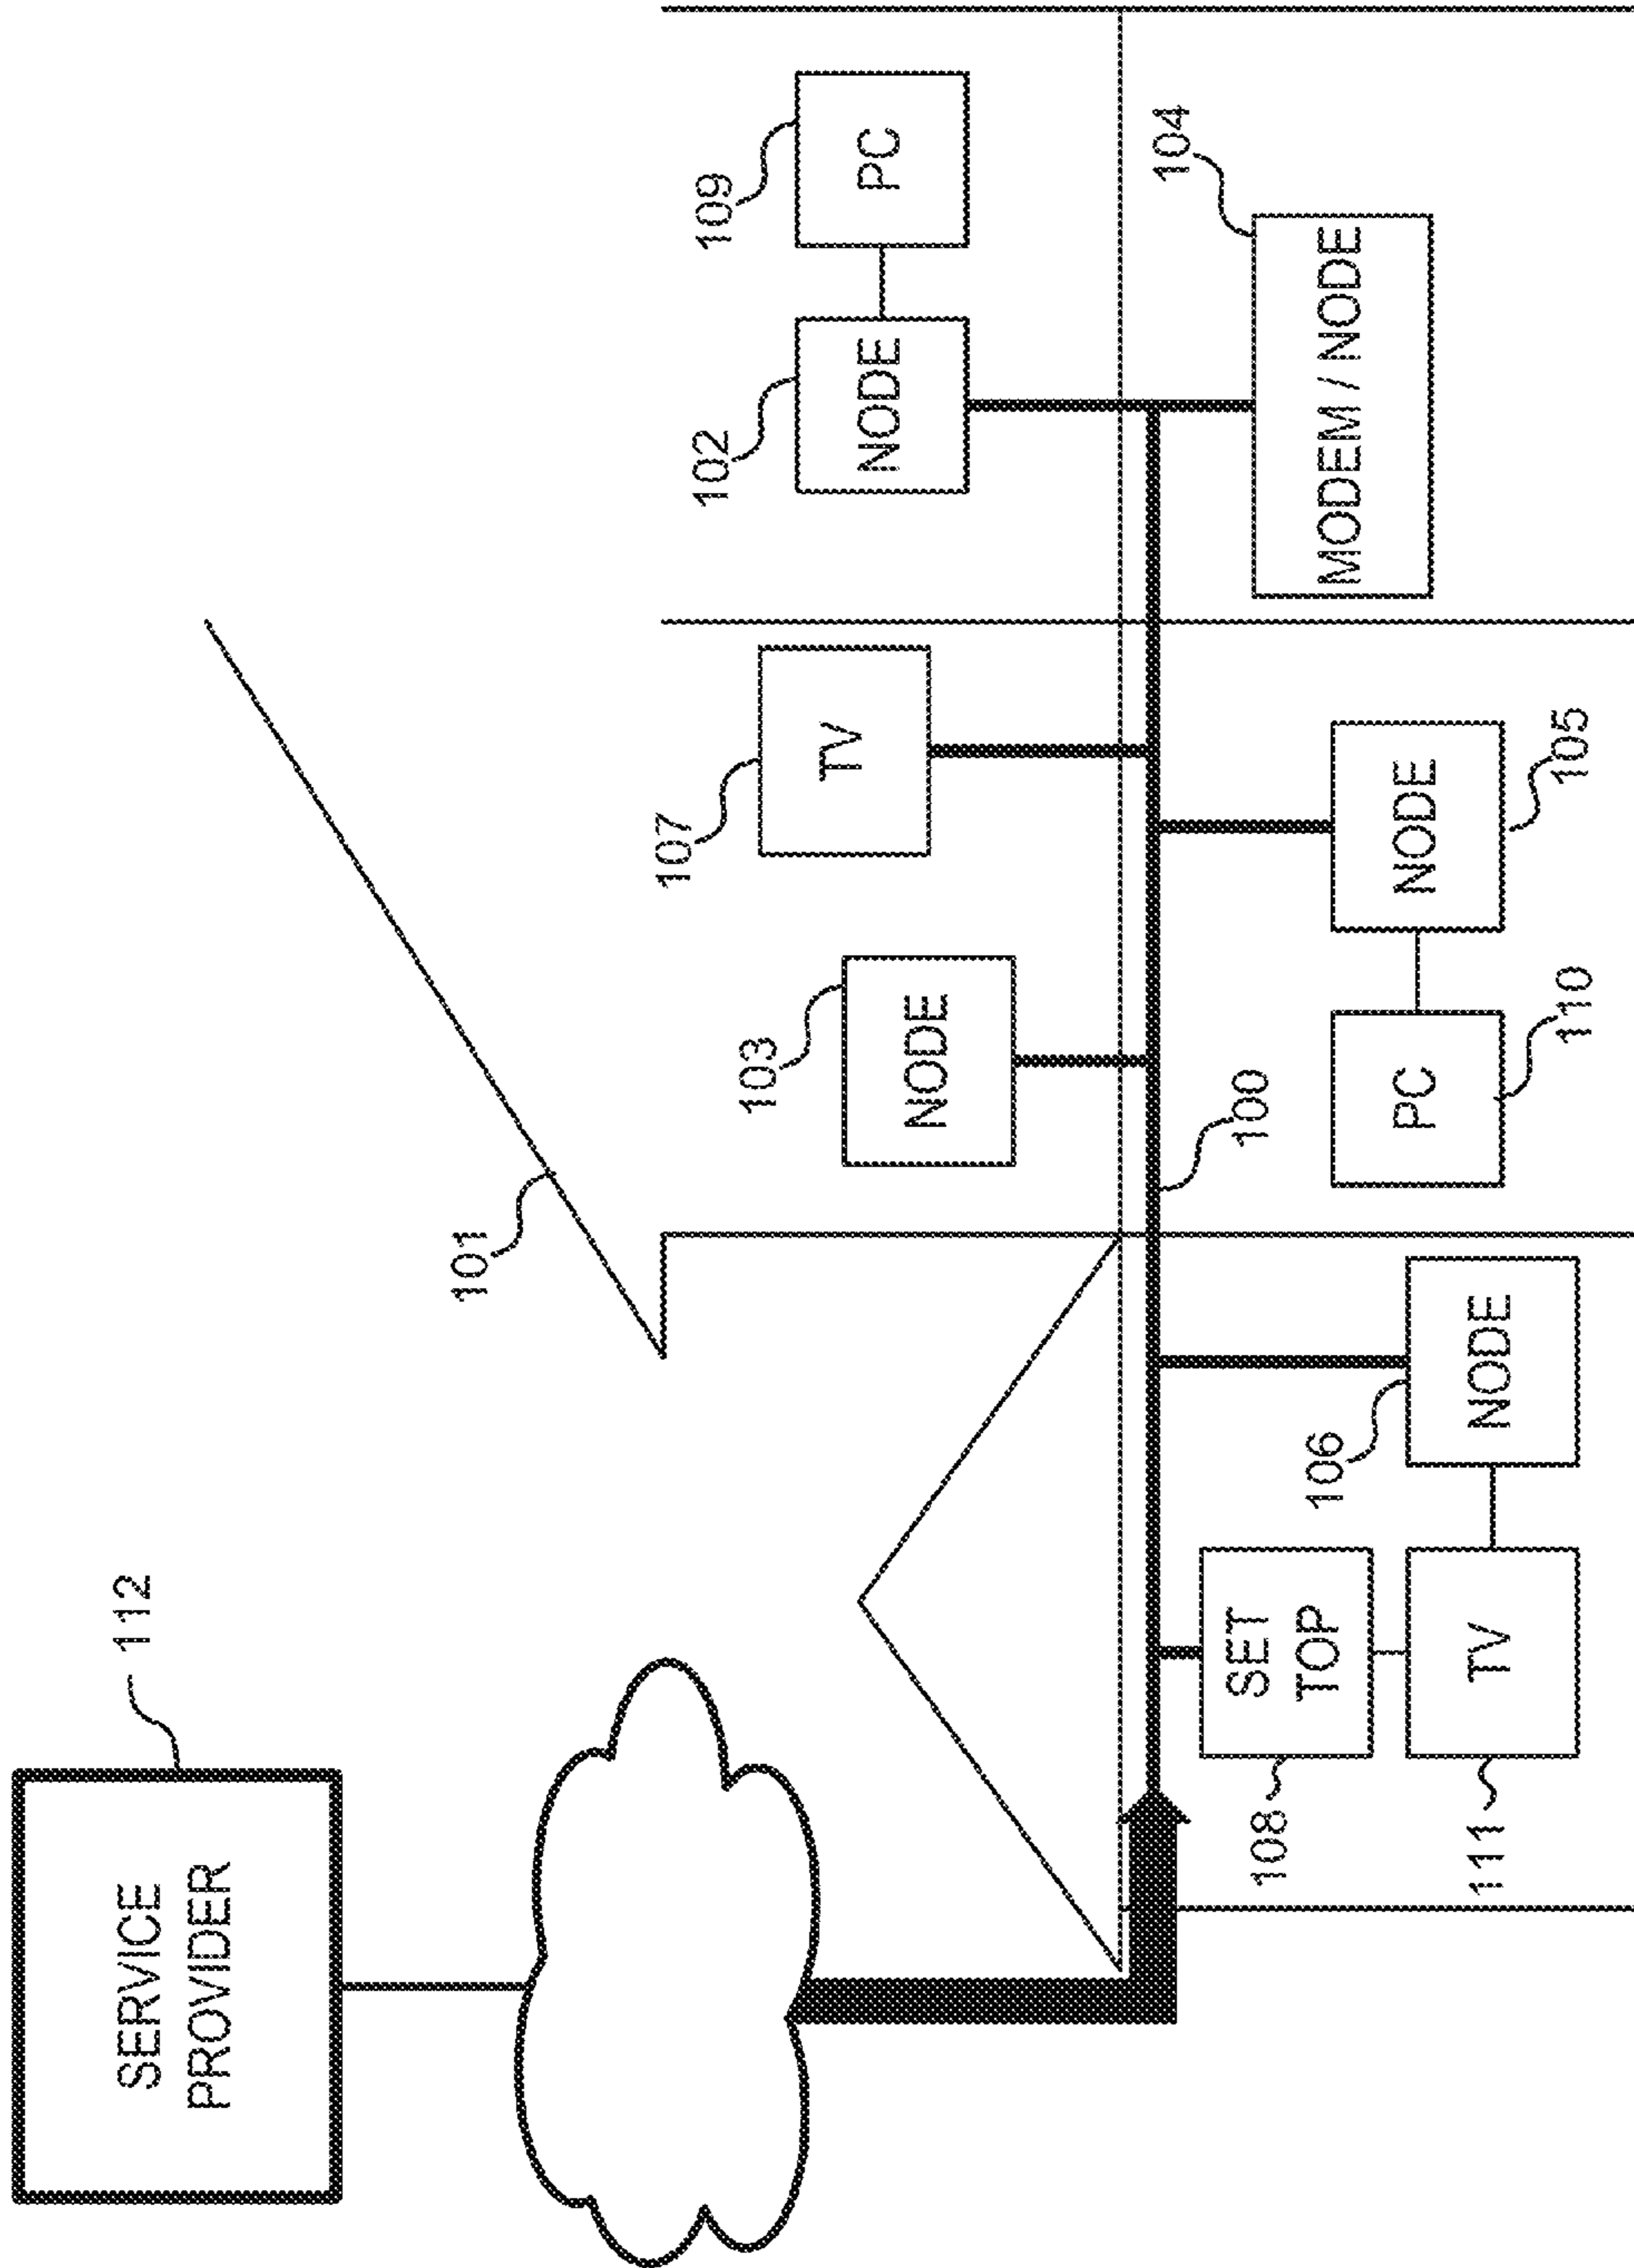 SERVICE
PROVIDER
112
101
109
PC
102
NODE
107
TV
103
NODE
104
MODEM / NODE
100
105
NODE
110
PC
106
NODE
108
SET
TOP
111
TV